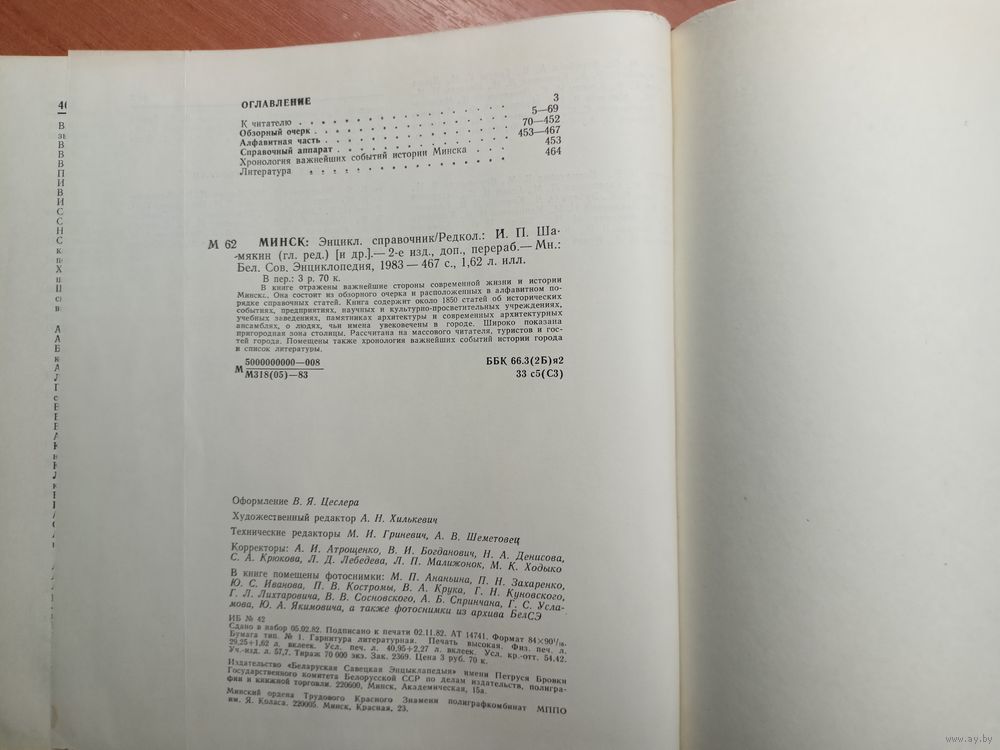 ОГЛАВЛЕНИЕ
К читателю . . . . . . . . . . . . 3
Обзорный очерк . . . . . . . . . . . . 5—69
Алфавитная часть . . . . . . . . . . . . 70—452
Справочный аппарат . . . . . . . . . . . . 453—467
Хронология важнейших событий истории Минска . . . 453
Литература . . . . . . . . . . . . 464
М 62 МИНСК: Энцикл. справочник/Редкол.: И. П. Ша-
мякин (гл. ред.) [и др.].— 2-е изд., доп., перераб.— Мн.:
Бел. Сов. Энциклопедия, 1983 — 467 с., 1,62 л. илл.
В пер.: 3 р. 70 к.
В книге отражены важнейшие стороны современной жизни и истории
Минска. Она состоит из обзорного очерка и расположенных в алфавитном по-
рядке справочных статей. Книга содержит около 1850 статей об исторических
событиях, предприятиях, научных и культурно-просветительных учреждениях,
учебных заведениях, памятниках архитектуры и современных архитектурных
ансамблях, о людях, чьи имена увековечены в городе. Широко показана
пригородная зона столицы. Рассчитана на массового читателя, туристов и гос-
тей города. Помещены также хронология важнейших событий истории города
и список литературы.
М 5000000000—008
М318(05)—83
ББК 66.3(2Б)я2
33 с5(С3)
Оформление В. Я. Цеслера
Художественный редактор А. Н. Хилькевич
Технические редакторы М. И. Гриневич, А. В. Шеметовец
Корректоры: А. И. Атрощенко, В. И. Богданович, Н. А. Денисова,
С. А. Крюкова, Л. Д. Лебедева, Л. П. Малижонок, М. К. Ходыко
В книге помещены фотоснимки: М. П. Ананьина, П. Н. Захаренко,
Ю. С. Иванова, П. В. Костромы, В. А. Крука, Г. Н. Куновского,
Г. Л. Лихтаровича, В. В. Сосновского, А. Б. Спринчана, Г. С. Усла-
мова, Ю. А. Якимовича, а также фотоснимки из архива БелСЭ
ИБ № 42
Сдано в набор 05.02.82. Подписано к печати 02.11.82. АТ 14741. Формат 84×90¹/₁₆.
Бумага тип. № 1. Гарнитура литературная. Печать высокая. Физ. печ. л.
29,25+1,62 л. вклеек. Усл. печ. л. 40,95+2,27 л. вклеек. Усл. кр.-отт. 54,42.
Уч.-изд. л. 57,7. Тираж 70 000 экз. Зак. 2369. Цена 3 руб. 70 к.
Издательство «Беларуская Савецкая Энцыклапедыя» имени Петруся Бровки
Государственного комитета Белорусской ССР по делам издательств, полигра-
фии и книжной торговли. 220600, Минск, Академическая, 15а.
Минский ордена Трудового Красного Знамени полиграфкомбинат МППО
им. Я. Коласа. 220005. Минск, Красная, 23.
www.ay.by